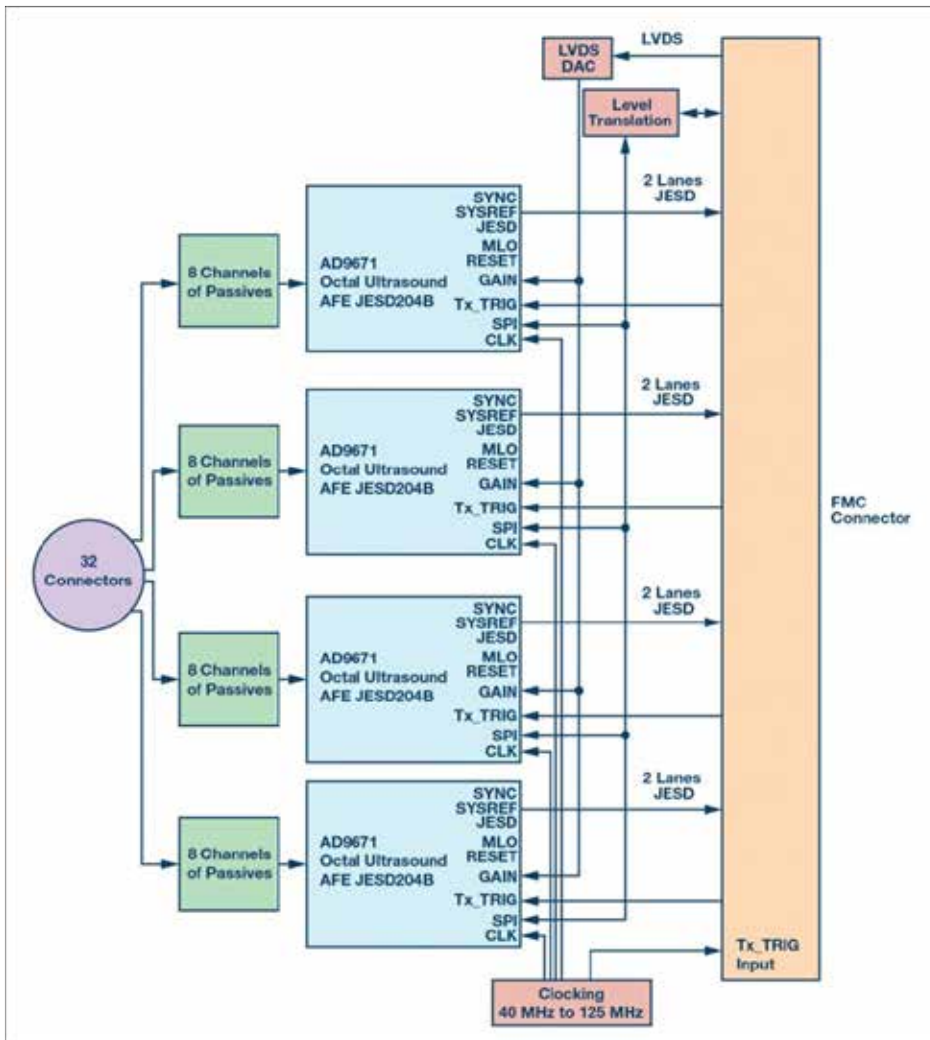 LVDS
DAC
LVDS
Level
Translation
8 Channels
of Passives
AD9671
Octal Ultrasound
AFE JESD204B
SYNC
SYSREF
JESD
MLO
RESET
GAIN
Tx_TRIG
SPI
CLK
2 Lanes
JESD
8 Channels
of Passives
AD9671
Octal Ultrasound
AFE JESD204B
SYNC
SYSREF
JESD
MLO
RESET
GAIN
Tx_TRIG
SPI
CLK
2 Lanes
JESD
FMC
Connector
32
Connectors
8 Channels
of Passives
AD9671
Octal Ultrasound
AFE JESD204B
SYNC
SYSREF
JESD
MLO
RESET
GAIN
Tx_TRIG
SPI
CLK
2 Lanes
JESD
8 Channels
of Passives
AD9671
Octal Ultrasound
AFE JESD204B
SYNC
SYSREF
JESD
MLO
RESET
GAIN
Tx_TRIG
SPI
CLK
2 Lanes
JESD
Tx_TRIG
Input
Clocking
40 MHz to 125 MHz